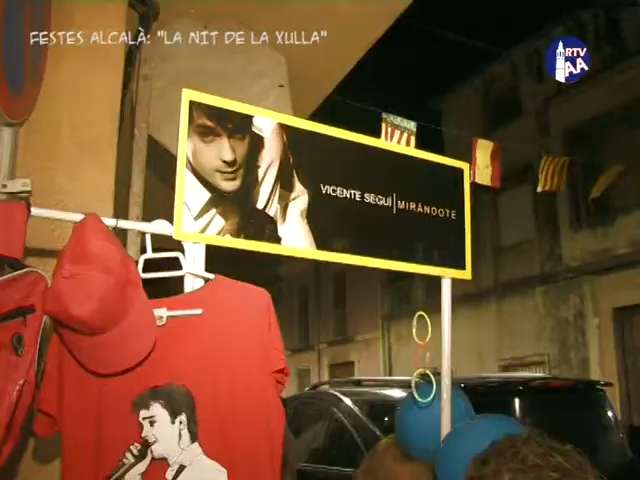 FESTES ALCALÀ: "LA NIT DE LA XULLA"
RTV
AA
VICENTE SEGUÍ | MIRÁNDOTE